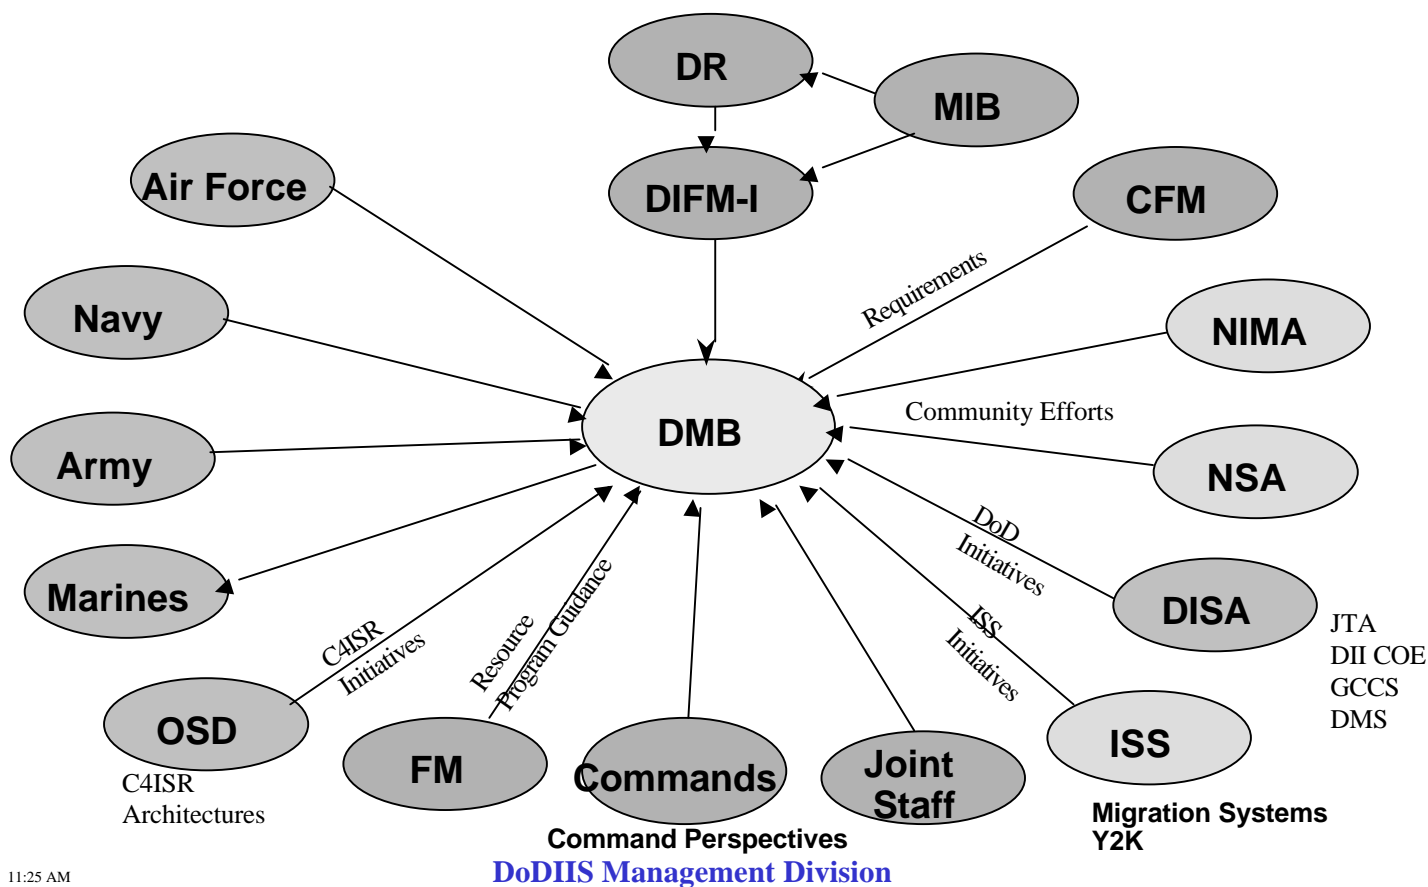 DR
MIB
Air Force
DIFM-I
CFM
Requirements
Navy
NIMA
Community Efforts
DMB
Army
NSA
DoD
Initiatives
Marines
DISA
JTA
DII COE
GCCS
DMS
C4ISR
Initiatives
Resource
Program Guidance
ISS
Initiatives
OSD
C4ISR
Architectures
FM
Commands
Joint
Staff
ISS
Migration Systems
Y2K
Command Perspectives
DoDIIS Management Division
11:25 AM